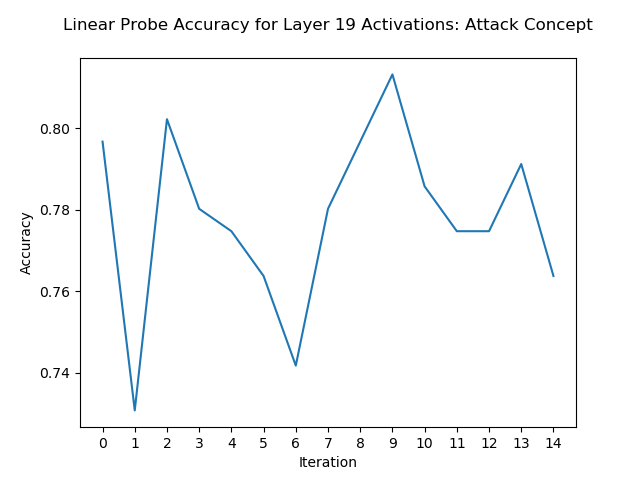 Linear Probe Accuracy for Layer 19 Activations: Attack Concept
0.80
0.78
0.76
0.74
Accuracy
0 1 2 3 4 5 6 7 8 9 10 11 12 13 14
Iteration